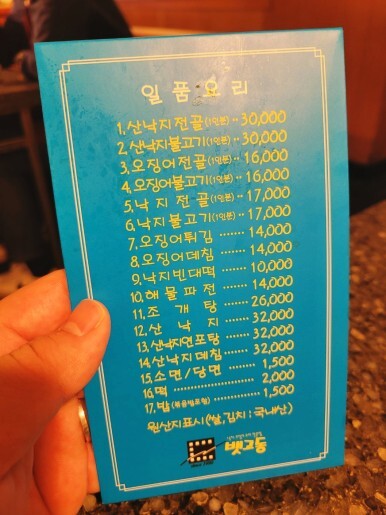 일품요리
1. 산낙지전골(1인분) ·· 30,000
2. 산낙지불고기(1인분) ·· 30,000
3. 오징어전골(1인분) ·· 16,000
4. 오징어불고기(1인분) ·· 16,000
5. 낙지전골(1인분) ·· 17,000
6. 낙지불고기(1인분) ·· 17,000
7. 오징어튀김 ······ 14,000
8. 오징어데침 ······ 14,000
9. 낙지빈대떡 ······ 10,000
10. 해물파전 ······ 14,000
11. 조개탕 ······ 26,000
12. 산낙지 ······ 32,000
13. 산낙지연포탕 ······ 32,000
14. 산낙지데침 ······ 32,000
15. 소면/당면 ······ 1,500
16. 떡 ······ 2,000
17. 밥(볶음밥포함) ······ 1,500
원산지표시(쌀,김치:국내산)
뱃고동